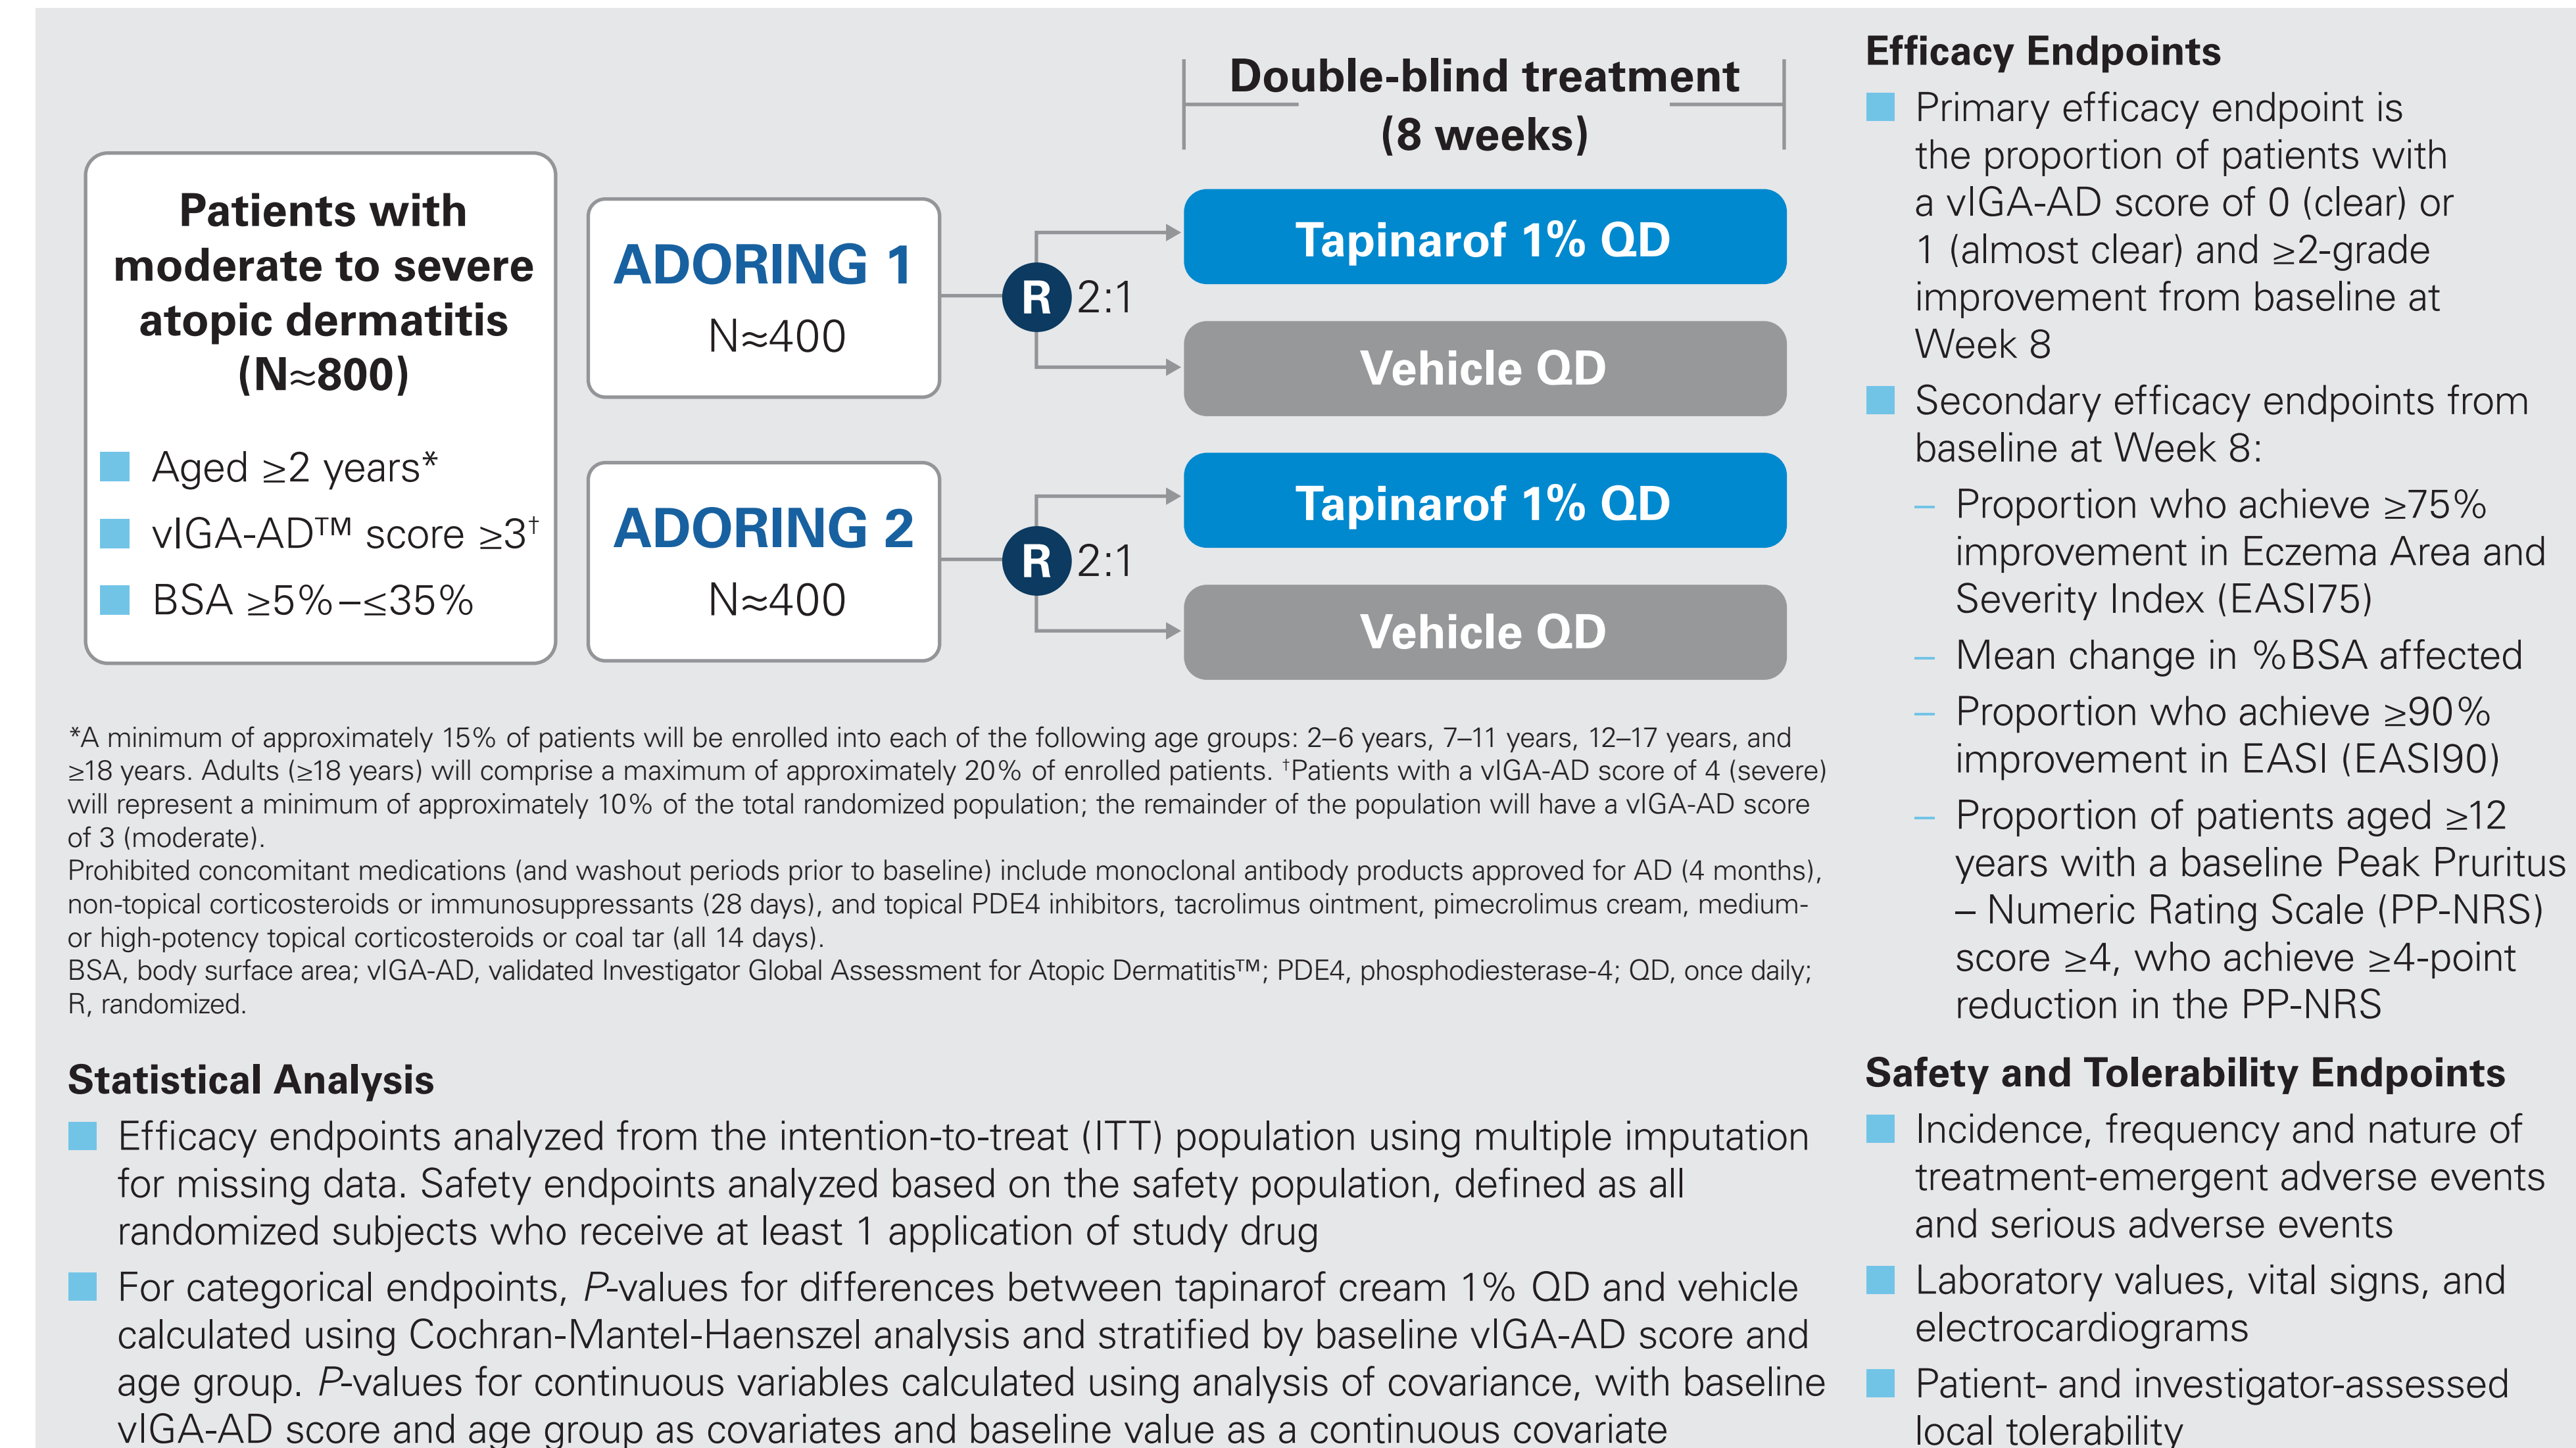 Double-blind treatment
(8 weeks)
Patients with
moderate to severe
atopic dermatitis
(N≈800)
Aged ≥2 years*
vIGA-AD™ score ≥3†
BSA ≥5%–≤35%
ADORING 1
N≈400
R 2:1
Tapinarof 1% QD
Vehicle QD
ADORING 2
N≈400
R 2:1
Tapinarof 1% QD
Vehicle QD
*A minimum of approximately 15% of patients will be enrolled into each of the following age groups: 2–6 years, 7–11 years, 12–17 years, and
≥18 years. Adults (≥18 years) will comprise a maximum of approximately 20% of enrolled patients. †Patients with a vIGA-AD score of 4 (severe)
will represent a minimum of approximately 10% of the total randomized population; the remainder of the population will have a vIGA-AD score
of 3 (moderate).
Prohibited concomitant medications (and washout periods prior to baseline) include monoclonal antibody products approved for AD (4 months),
non-topical corticosteroids or immunosuppressants (28 days), and topical PDE4 inhibitors, tacrolimus ointment, pimecrolimus cream, medium-
or high-potency topical corticosteroids or coal tar (all 14 days).
BSA, body surface area; vIGA-AD, validated Investigator Global Assessment for Atopic Dermatitis™; PDE4, phosphodiesterase-4; QD, once daily;
R, randomized.
Statistical Analysis
Efficacy endpoints analyzed from the intention-to-treat (ITT) population using multiple imputation
for missing data. Safety endpoints analyzed based on the safety population, defined as all
randomized subjects who receive at least 1 application of study drug
For categorical endpoints, P-values for differences between tapinarof cream 1% QD and vehicle
calculated using Cochran-Mantel-Haenszel analysis and stratified by baseline vIGA-AD score and
age group. P-values for continuous variables calculated using analysis of covariance, with baseline
vIGA-AD score and age group as covariates and baseline value as a continuous covariate
Efficacy Endpoints
Primary efficacy endpoint is
the proportion of patients with
a vIGA-AD score of 0 (clear) or
1 (almost clear) and ≥2-grade
improvement from baseline at
Week 8
Secondary efficacy endpoints from
baseline at Week 8:
– Proportion who achieve ≥75%
improvement in Eczema Area and
Severity Index (EASI75)
– Mean change in %BSA affected
– Proportion who achieve ≥90%
improvement in EASI (EASI90)
– Proportion of patients aged ≥12
years with a baseline Peak Pruritus
– Numeric Rating Scale (PP-NRS)
score ≥4, who achieve ≥4-point
reduction in the PP-NRS
Safety and Tolerability Endpoints
Incidence, frequency and nature of
treatment-emergent adverse events
and serious adverse events
Laboratory values, vital signs, and
electrocardiograms
Patient- and investigator-assessed
local tolerability